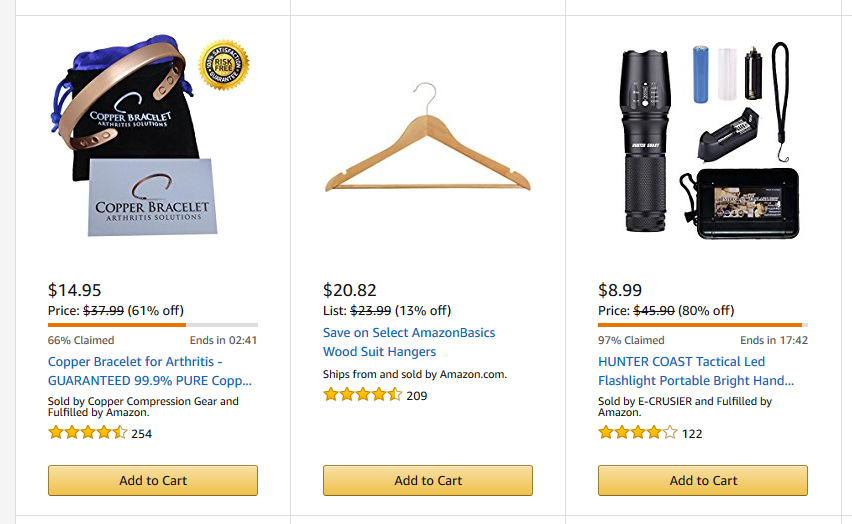 100% SATISFACTION
RISK
FREE
GUARANTEE
COPPER BRACELET
ARTHRITIS SOLUTIONS
COPPER BRACELET
ARTHRITIS SOLUTIONS
$14.95
Price: $37.99 (61% off)
66% Claimed Ends in 02:41
Copper Bracelet for Arthritis -
GUARANTEED 99.9% PURE Copp...
Sold by Copper Compression Gear and
Fulfilled by Amazon.
254
Add to Cart
$20.82
List: $23.99 (13% off)
Save on Select AmazonBasics
Wood Suit Hangers
Ships from and sold by Amazon.com.
209
Add to Cart
HUNTER COAST
$8.99
Price: $45.90 (80% off)
97% Claimed Ends in 17:42
HUNTER COAST Tactical Led
Flashlight Portable Bright Hand...
Sold by E-CRUSIER and Fulfilled by
Amazon.
122
Add to Cart